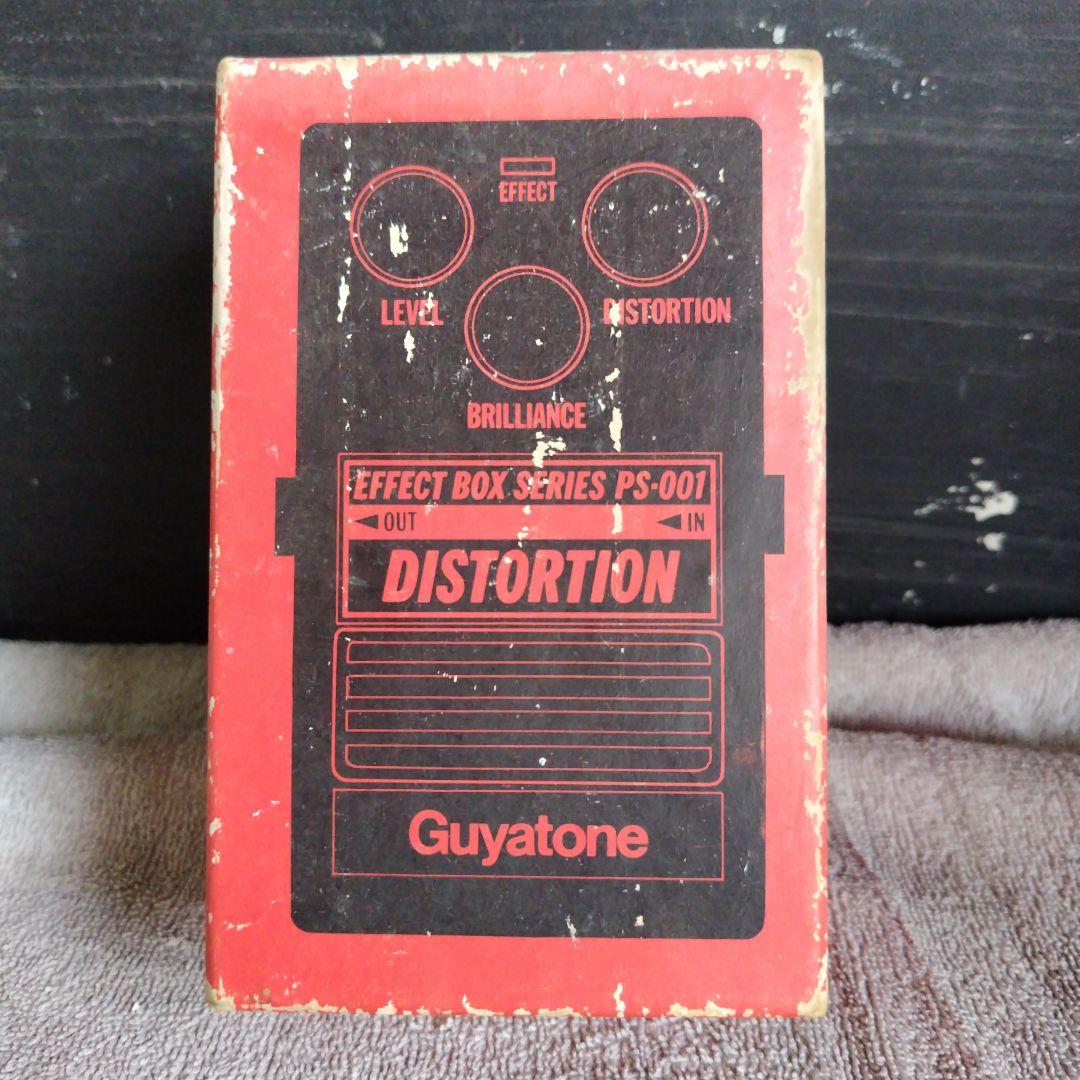 EFFECT
LEVEL
DISTORTION
BRILLIANCE
EFFECT BOX SERIES PS-001
◀ OUT ◀ IN
DISTORTION
Guyatone